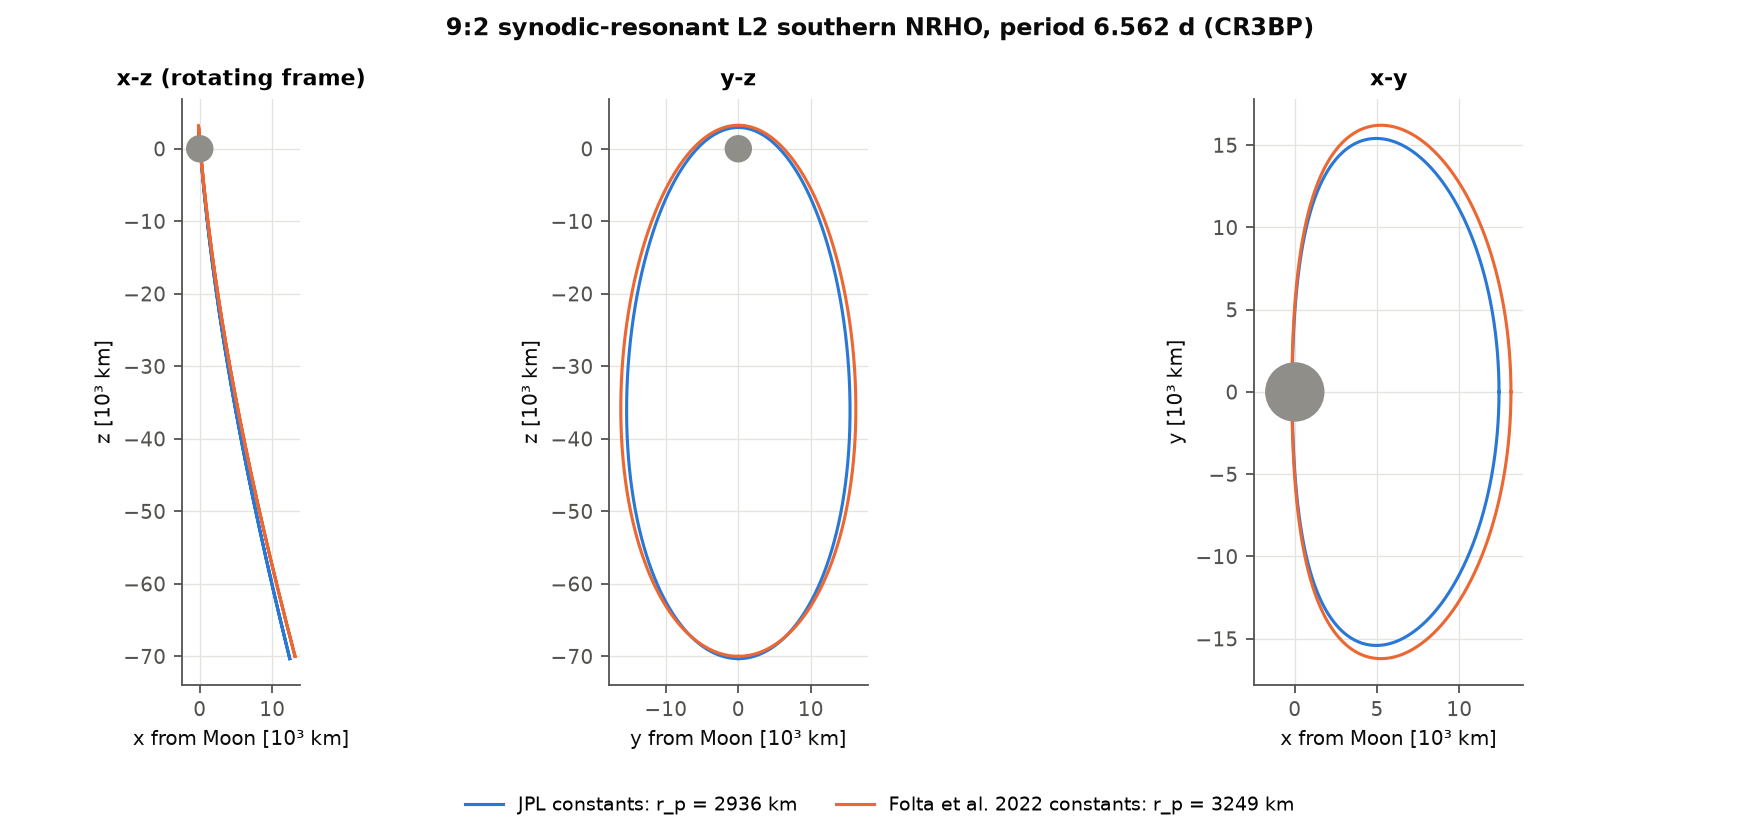 9:2 synodic-resonant L2 southern NRHO, period 6.562 d (CR3BP)
x-z (rotating frame)
0
−10
−20
−30
−40
−50
−60
−70
z [10³ km]
0 10
x from Moon [10³ km]
y-z
0
−10
−20
−30
−40
−50
−60
−70
z [10³ km]
−10 0 10
y from Moon [10³ km]
x-y
15
10
5
0
−5
−10
−15
y [10³ km]
0 5 10
x from Moon [10³ km]
JPL constants: r_p = 2936 km
Folta et al. 2022 constants: r_p = 3249 km